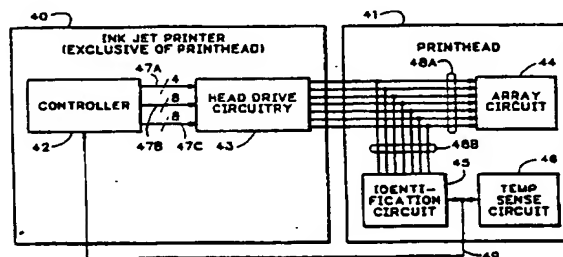 40
41
INK JET PRINTER
(EXCLUSIVE OF PRINTHEAD)
PRINTHEAD
47A
4
48A
44
CONTROLLER
8
HEAD DRIVE
CIRCUITRY
ARRAY
CIRCUIT
8
42
47B
47C
43
48B
45
46
IDENTI-
FICATION
CIRCUIT
TEMP
SENSE
CIRCUIT
49